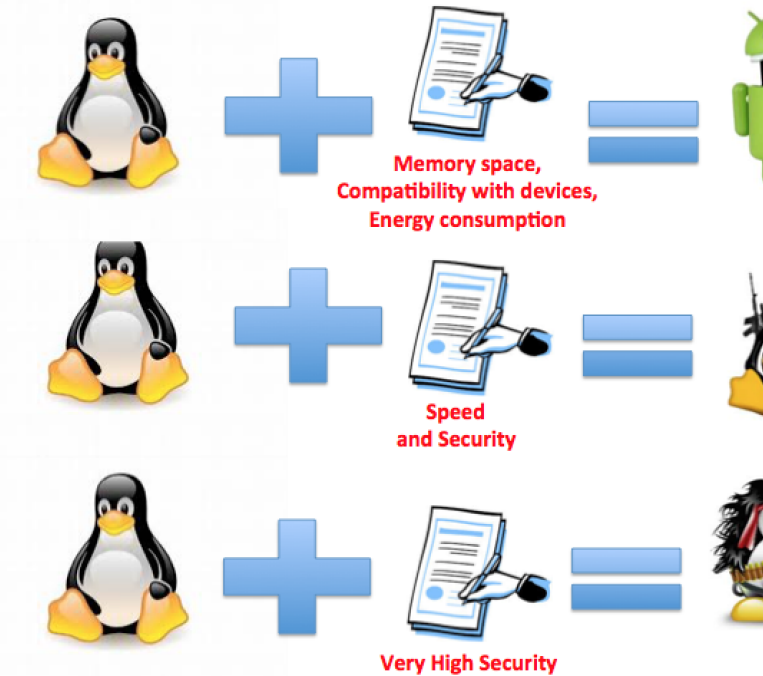 Memory space,
Compatibility with devices,
Energy consumption
Speed
and Security
Very High Security